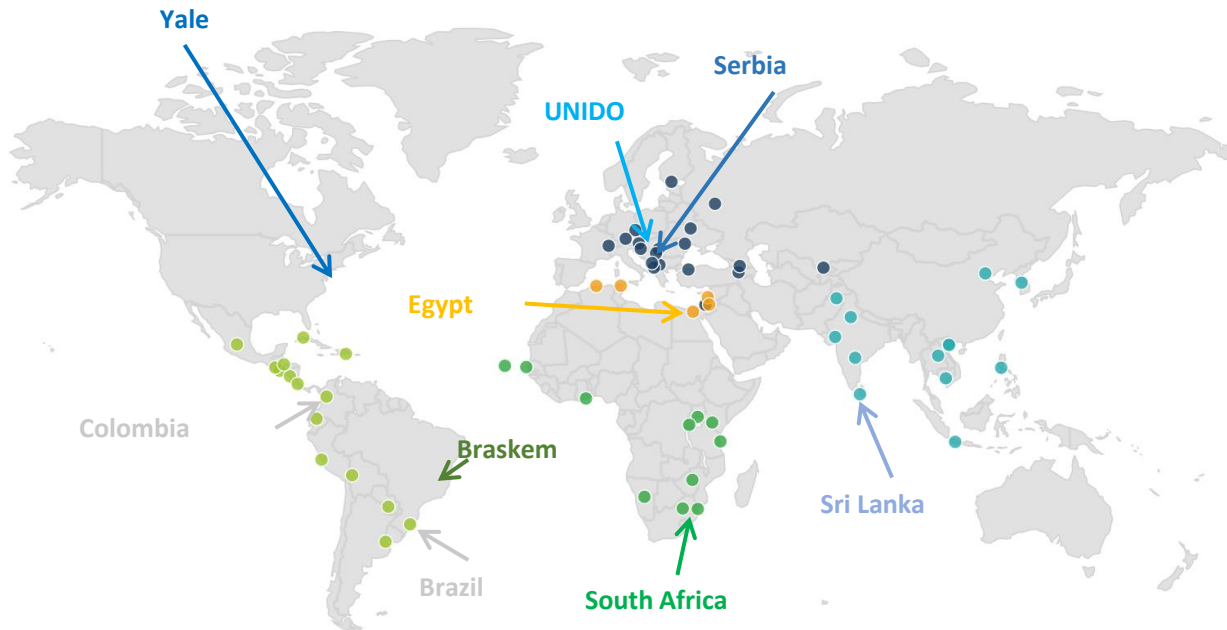 Yale
Serbia
UNIDO
Egypt
Colombia
Braskem
Sri Lanka
Brazil
South Africa